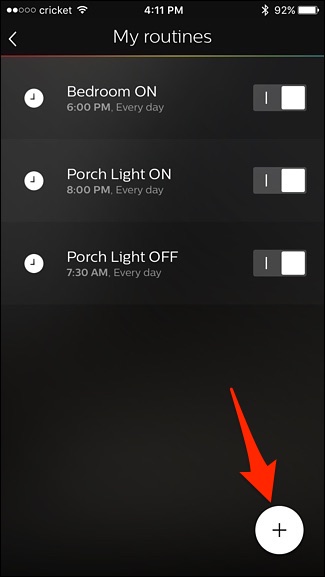 cricket 4:11 PM 92%
My routines
Bedroom ON
6:00 PM, Every day
Porch Light ON
8:00 PM, Every day
Porch Light OFF
7:30 AM, Every day